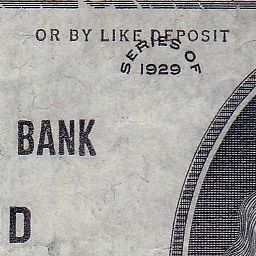 OR BY LIKE DEPOSIT
SERIES OF
1929
BANK
D